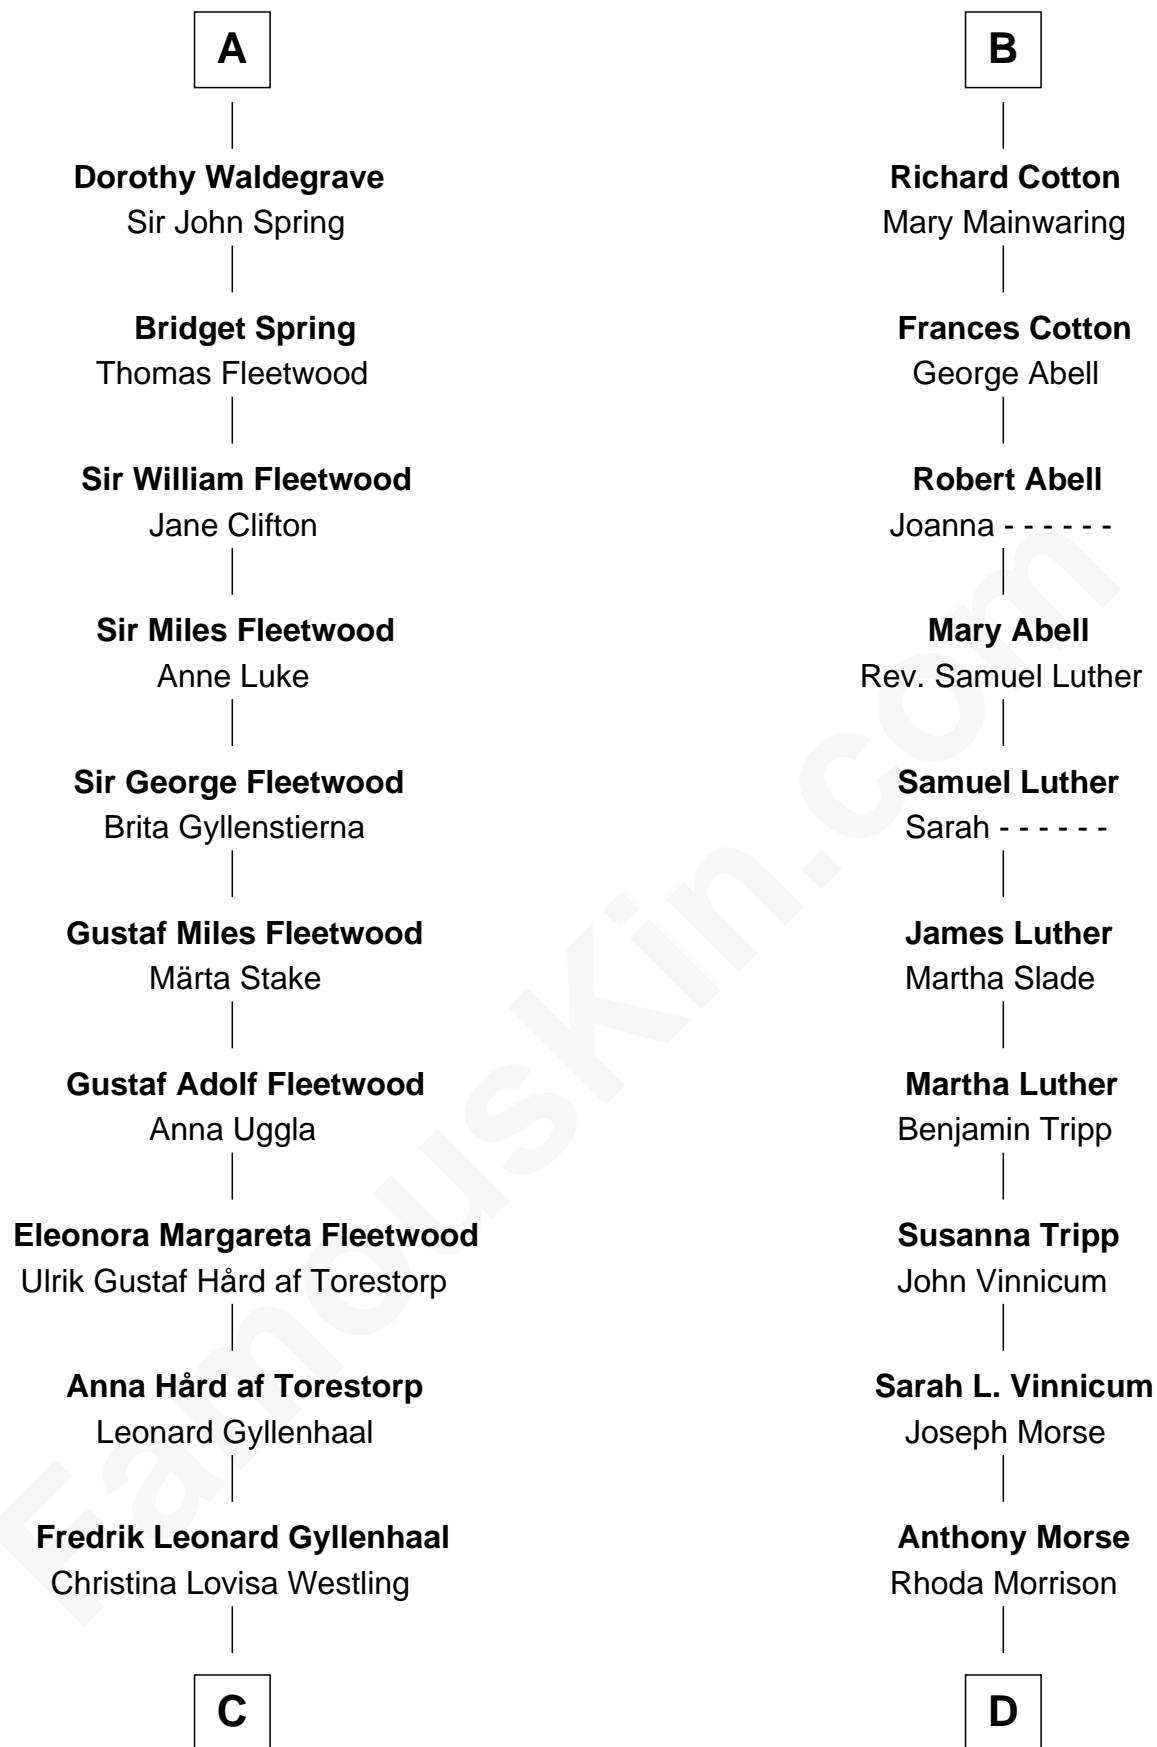 A
Dorothy Waldegrave
Sir John Spring
Bridget Spring
Thomas Fleetwood
Sir William Fleetwood
Jane Clifton
Sir Miles Fleetwood
Anne Luke
Sir George Fleetwood
Brita Gyllenstierna
Gustaf Miles Fleetwood
Märta Stake
Gustaf Adolf Fleetwood
Anna Uggla
Eleonora Margareta Fleetwood
Ulrik Gustaf Hård af Torestorp
Anna Hård af Torestorp
Leonard Gyllenhaal
Fredrik Leonard Gyllenhaal
Christina Lovisa Westling
C
B
Richard Cotton
Mary Mainwaring
Frances Cotton
George Abell
Robert Abell
Joanna - - - - - -
Mary Abell
Rev. Samuel Luther
Samuel Luther
Sarah - - - - - -
James Luther
Martha Slade
Martha Luther
Benjamin Tripp
Susanna Tripp
John Vinnicum
Sarah L. Vinnicum
Joseph Morse
Anthony Morse
Rhoda Morrison
D
FamousKin.com